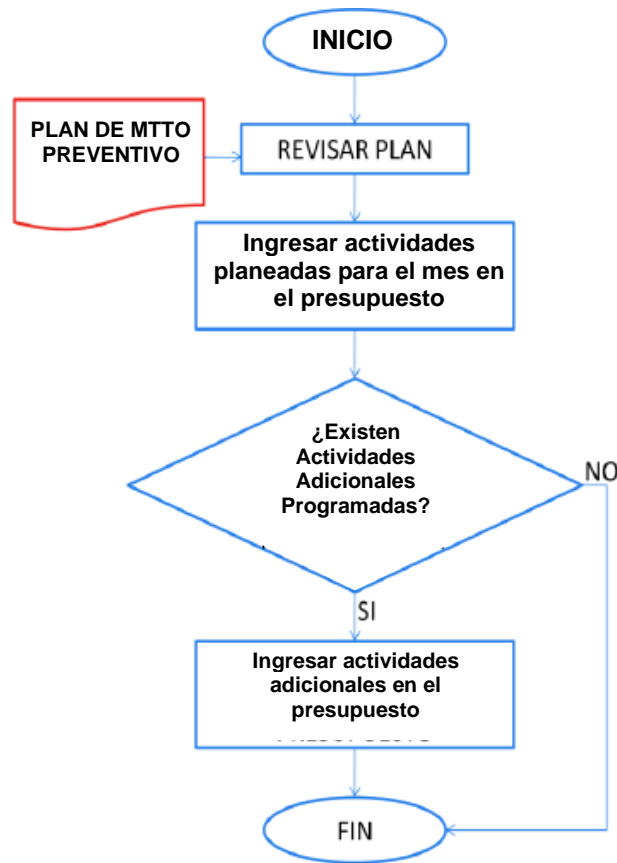 INICIO
PLAN DE MTTO
PREVENTIVO
REVISAR PLAN
Ingresar actividades
planeadas para el mes en
el presupuesto
¿Existen
Actividades
Adicionales
Programadas?
NO
SI
Ingresar actividades
adicionales en el
presupuesto
FIN